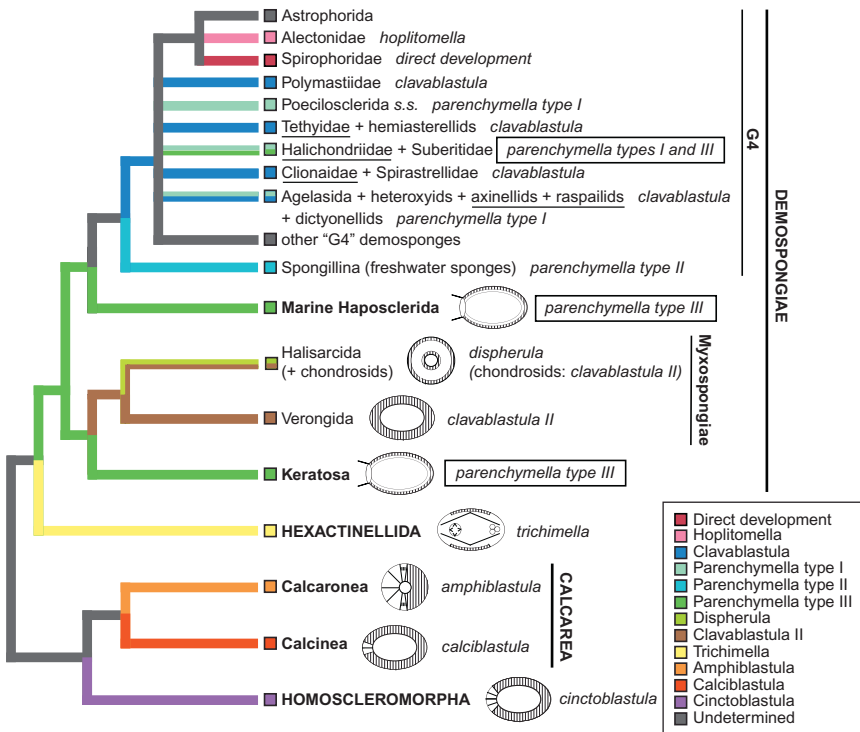 Astrophorida
Alectonidae hoplitomella
Spirophoridae direct development
Polymastiidae clavablastula
Poecilosclerida s.s. parenchymella type I
Tethyidae + hemiasterellids clavablastula
Halichondriidae + Suberitidae parenchymella types I and III
Clionaidae + Spirastrellidae clavablastula
Agelasida + heteroxyids + axinellids + raspailids clavablastula
+ dictyonellids parenchymella type I
other “G4” demosponges
Spongillina (freshwater sponges) parenchymella type II
G4
Marine Haposclerida parenchymella type III
Halisarcida dispherula
(+ chondrosids) (chondrosids: clavablastula II)
Verongida clavablastula II
Myxospongiae
Keratosa parenchymella type III
DEMOSPONGIAE
HEXACTINELLIDA trichimella
Calcaronea amphiblastula
Calcinea calciblastula
CALCAREA
HOMOSCLEROMORPHA cinctoblastula
Direct development
Hoplitomella
Clavablastula
Parenchymella type I
Parenchymella type II
Parenchymella type III
Dispherula
Clavablastula II
Trichimella
Amphiblastula
Calciblastula
Cinctoblastula
Undetermined